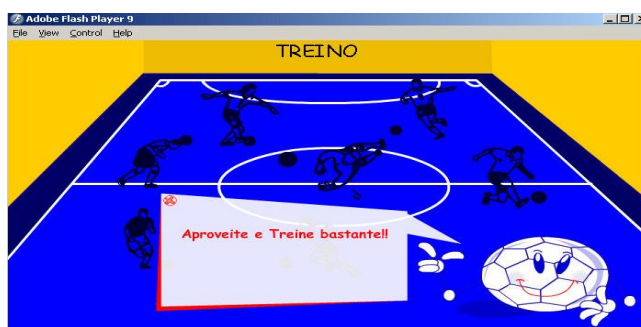 Adobe Flash Player 9
File View Control Help
TREINO
Aproveite e Treine bastante!!